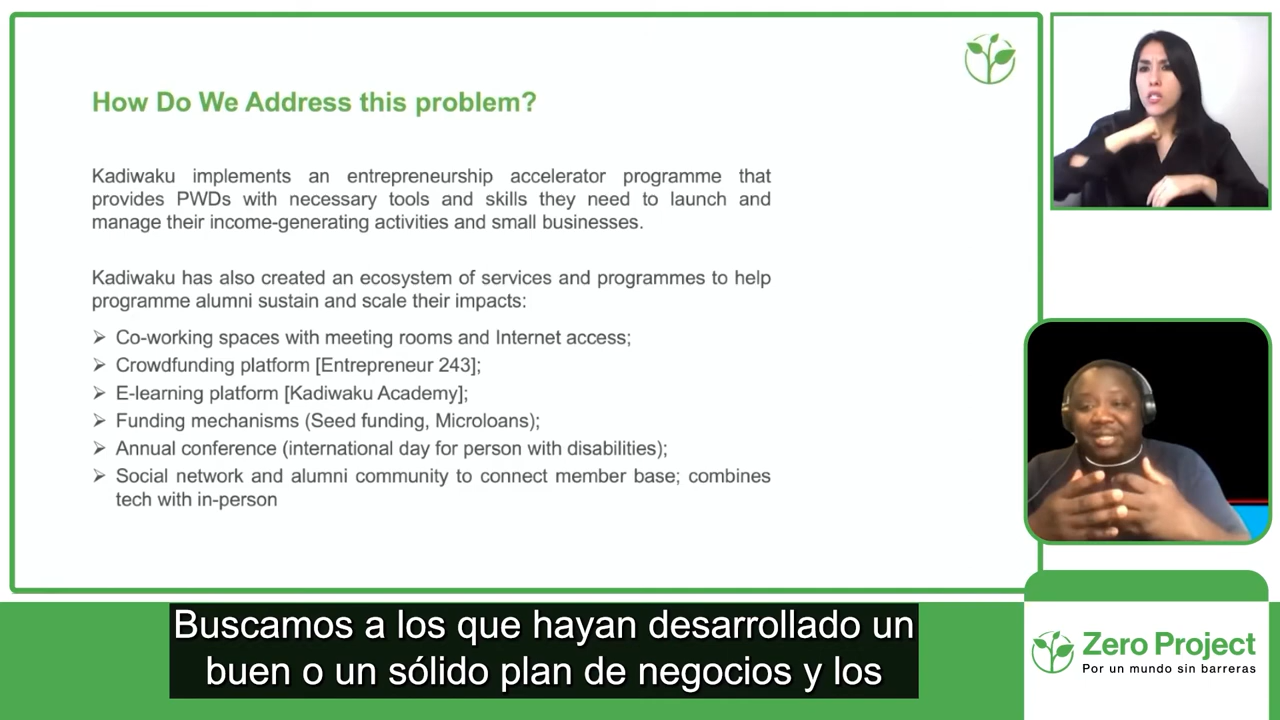 How Do We Address this problem?
Kadiwaku implements an entrepreneurship accelerator programme that
provides PWDs with necessary tools and skills they need to launch and
manage their income-generating activities and small businesses.
Kadiwaku has also created an ecosystem of services and programmes to help
programme alumni sustain and scale their impacts:
➢ Co-working spaces with meeting rooms and Internet access;
➢ Crowdfunding platform [Entrepreneur 243];
➢ E-learning platform [Kadiwaku Academy];
➢ Funding mechanisms (Seed funding, Microloans);
➢ Annual conference (international day for person with disabilities);
➢ Social network and alumni community to connect member base; combines
tech with in-person
Buscamos a los que hayan desarrollado un
buen o un sólido plan de negocios y los
Zero Project
Por un mundo sin barreras